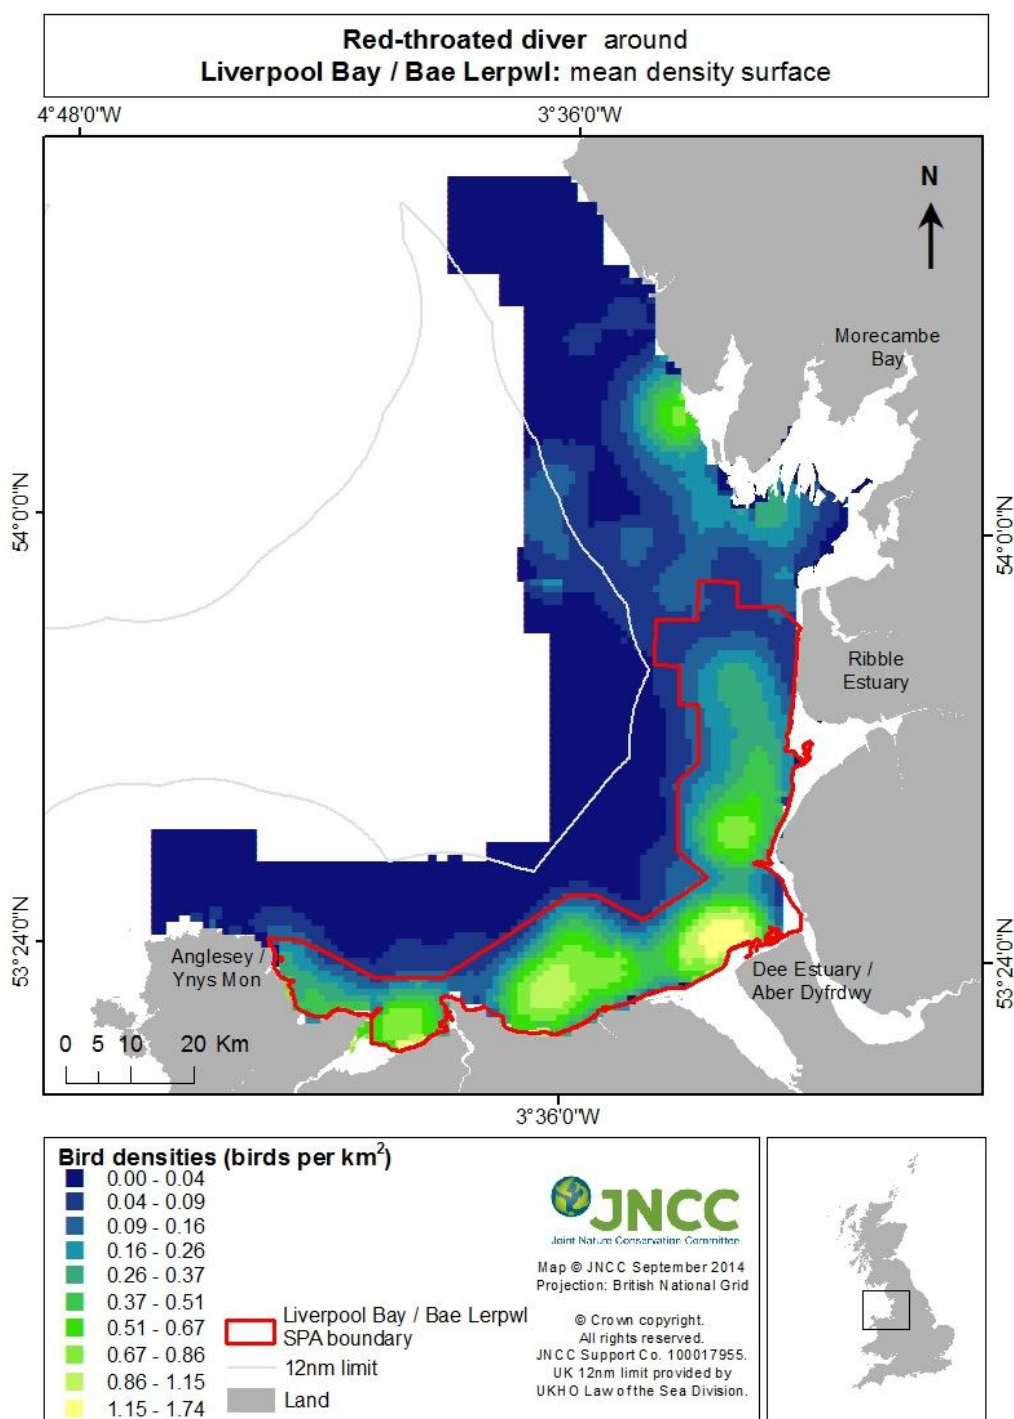 Red-throated diver around
Liverpool Bay / Bae Lerpwl: mean density surface
4°48'0"W
3°36'0"W
N
Morecambe
Bay
54°0'0"N
54°0'0"N
Ribble
Estuary
53°24'0"N
53°24'0"N
Anglesey /
Ynys Mon
Dee Estuary /
Aber Dyfrdwy
0 5 10 20 Km
3°36'0"W
Bird densities (birds per km²)
0.00 - 0.04
0.04 - 0.09
0.09 - 0.16
0.16 - 0.26
0.26 - 0.37
0.37 - 0.51
0.51 - 0.67
0.67 - 0.86
0.86 - 1.15
1.15 - 1.74
Liverpool Bay / Bae Lerpwl
SPA boundary
12nm limit
Land
JNCC
Joint Nature Conservation Committee
Map © JNCC September 2014
Projection: British National Grid
© Crown copyright.
All rights reserved.
JNCC Support Co. 100017955.
UK 12nm limit provided by
UKHO Law of the Sea Division.